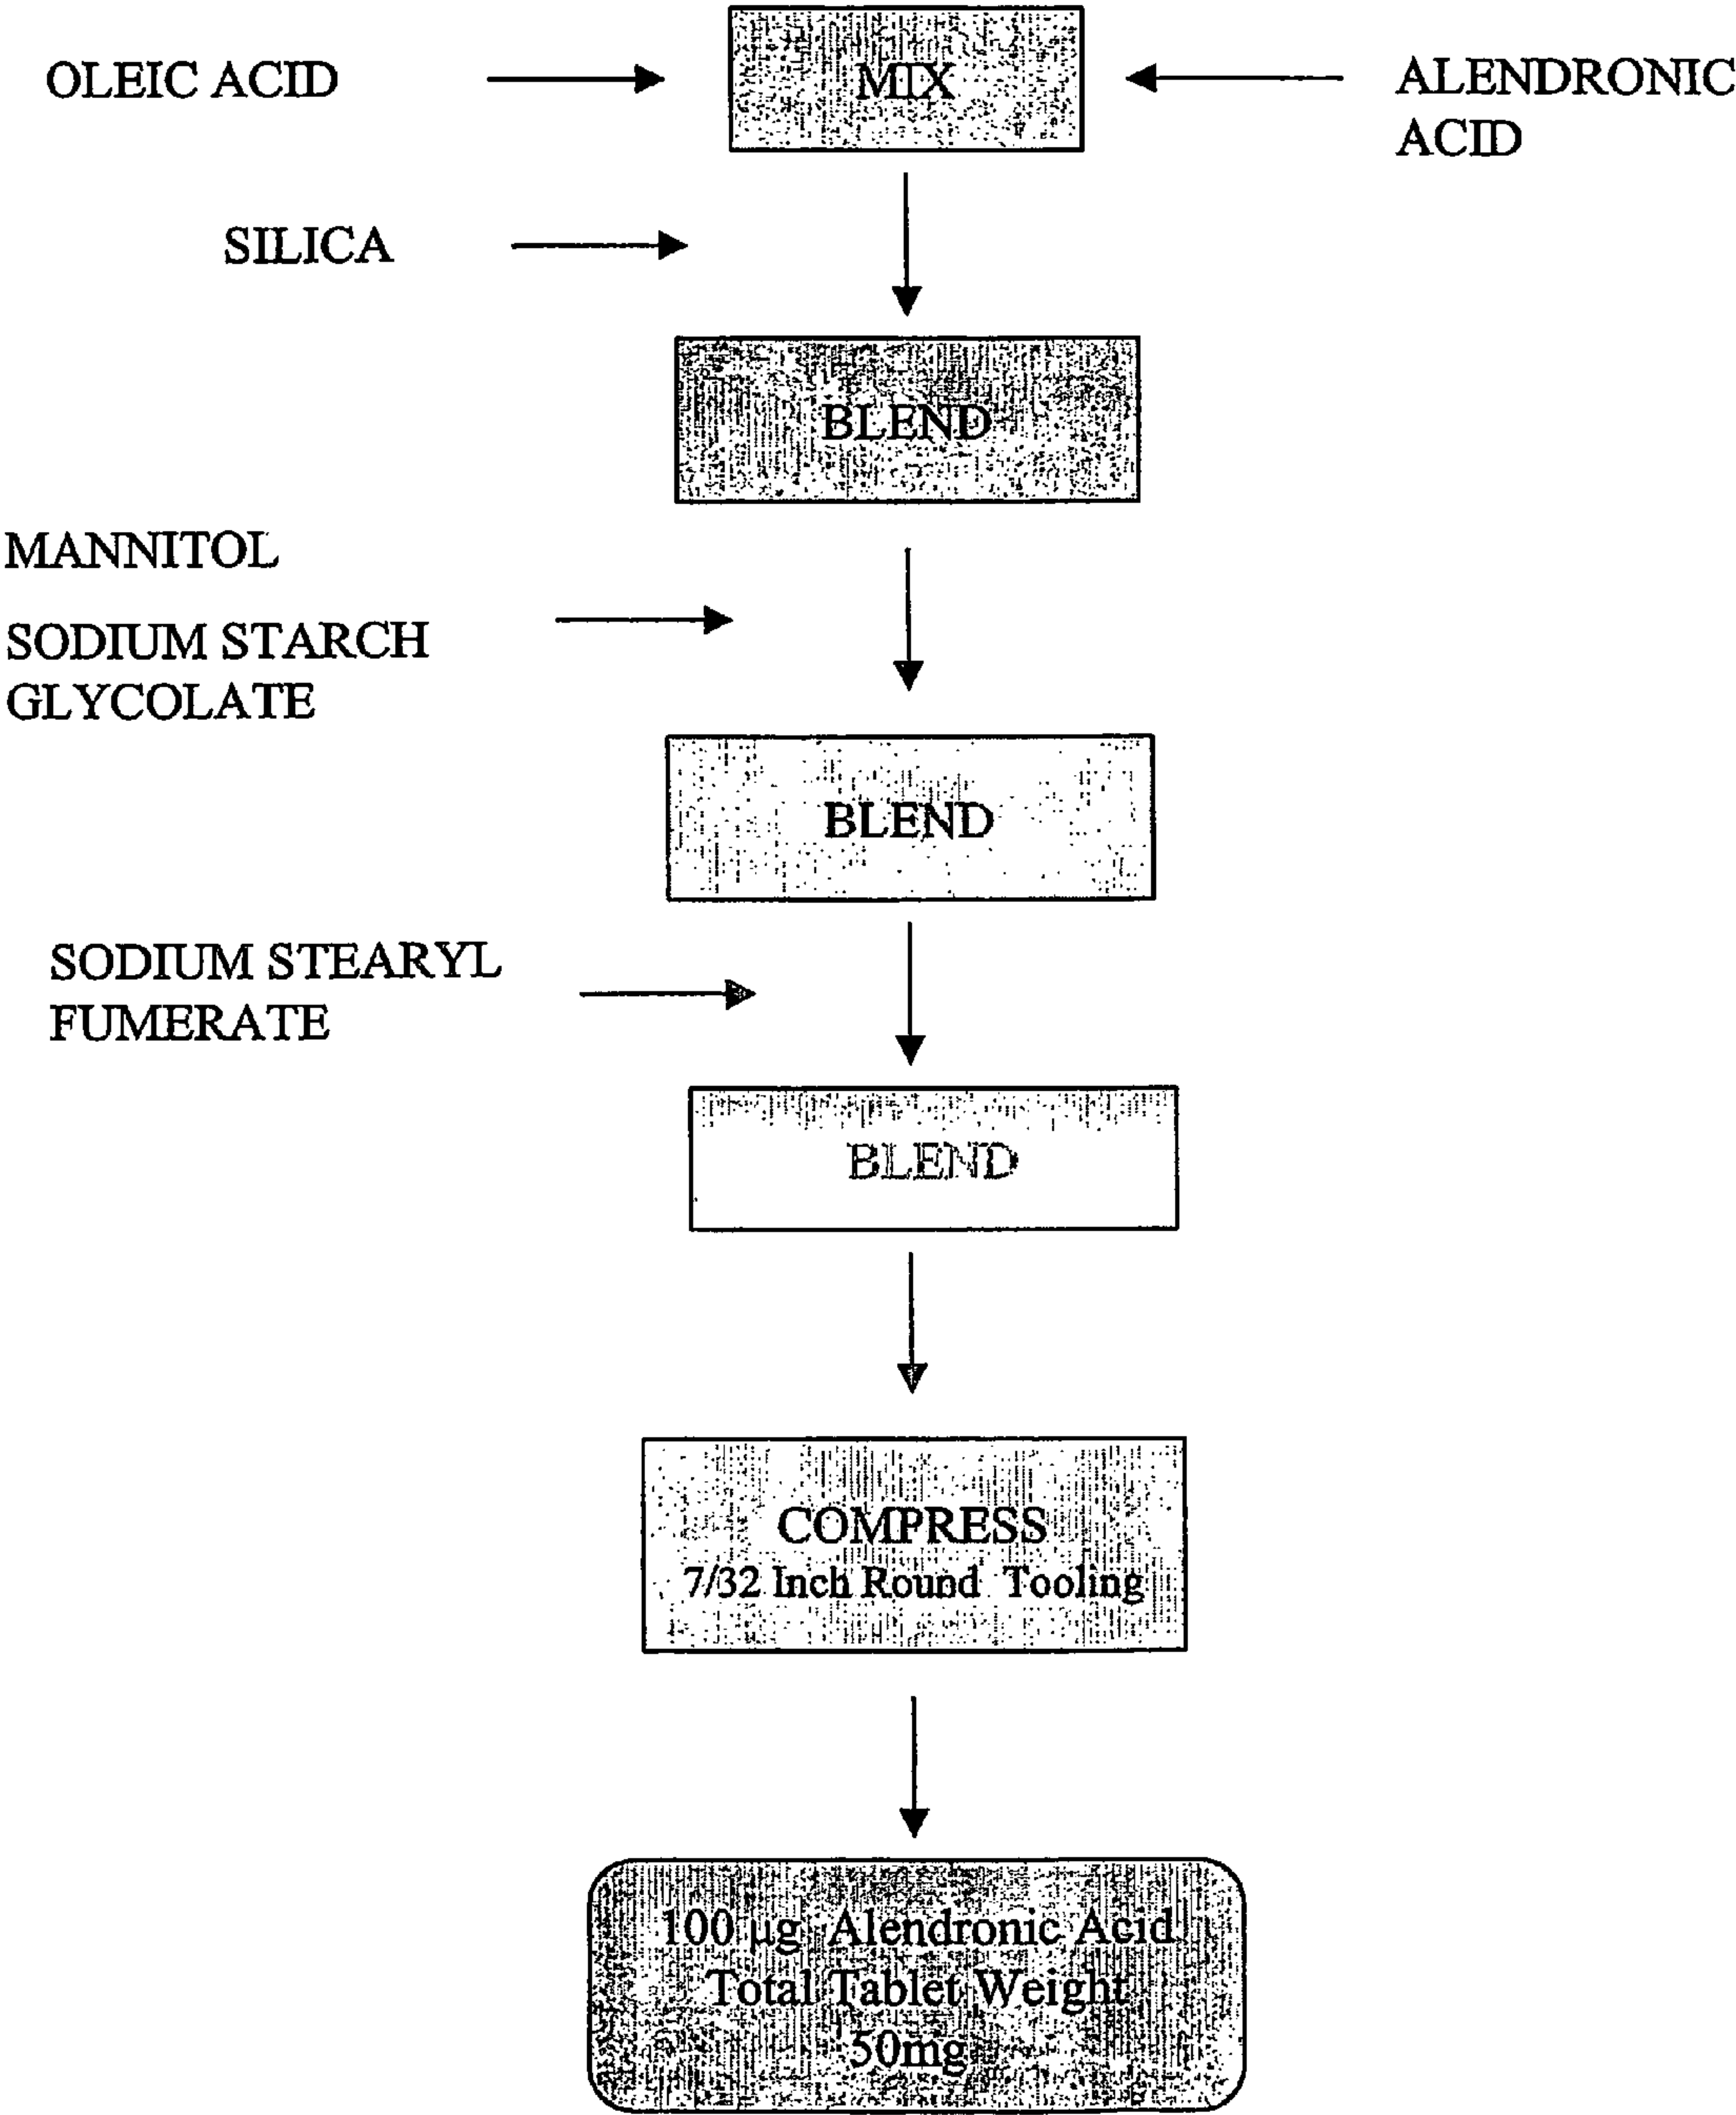 OLEIC ACID
MIX
ALENDRONIC
ACID
SILICA
BLEND
MANNITOL
SODIUM STARCH
GLYCOLATE
BLEND
SODIUM STEARYL
FUMERATE
BLEND
COMPRESS
7/32 Inch Round Tooling
100 µg Alendronic Acid
Total Tablet Weight
50mg